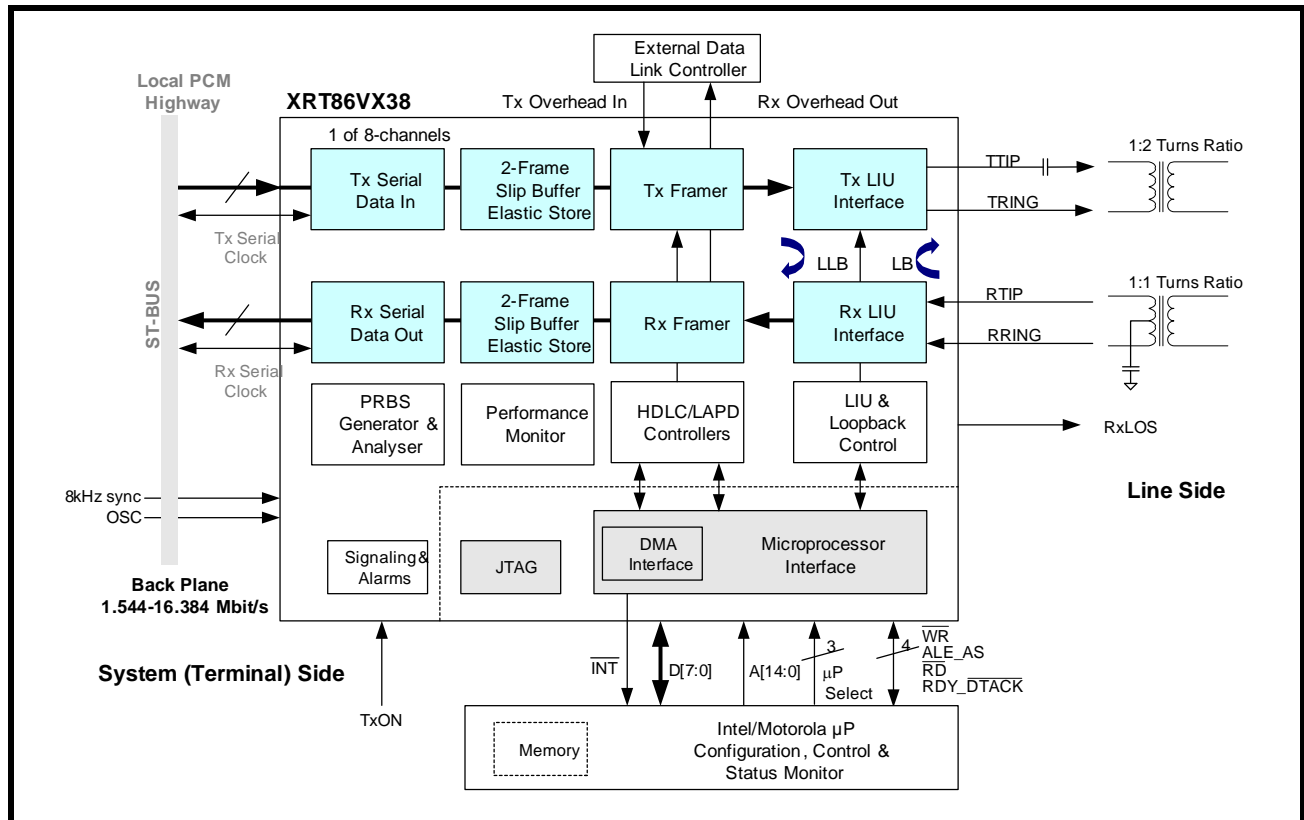 External Data
Link Controller
Local PCM
Highway
XRT86VX38
Tx Overhead In
Rx Overhead Out
1 of 8-channels
Tx Serial
Data In
2-Frame
Slip Buffer
Elastic Store
Tx Framer
Tx LIU
Interface
TTIP
TRING
1:2 Turns Ratio
Tx Serial
Clock
LLB
LB
ST-BUS
Rx Serial
Data Out
2-Frame
Slip Buffer
Elastic Store
Rx Framer
Rx LIU
Interface
RTIP
RRING
1:1 Turns Ratio
Rx Serial
Clock
PRBS
Generator &
Analyser
Performance
Monitor
HDLC/LAPD
Controllers
LIU &
Loopback
Control
RxLOS
8kHz sync
OSC
Line Side
Signaling &
Alarms
JTAG
DMA
Interface
Microprocessor
Interface
Back Plane
1.544-16.384 Mbit/s
System (Terminal) Side
TxON
INT
D[7:0]
A[14:0]
3
µP
Select
4
WR
ALE_AS
RD
RDY_DTACK
Memory
Intel/Motorola µP
Configuration, Control &
Status Monitor